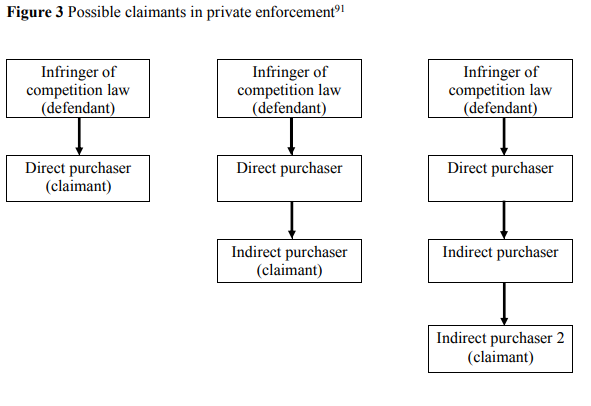 Figure 3 Possible claimants in private enforcement91
Infringer of
competition law
(defendant)
Direct purchaser
(claimant)
Infringer of
competition law
(defendant)
Direct purchaser
Indirect purchaser
(claimant)
Infringer of
competition law
(defendant)
Direct purchaser
Indirect purchaser
Indirect purchaser 2
(claimant)